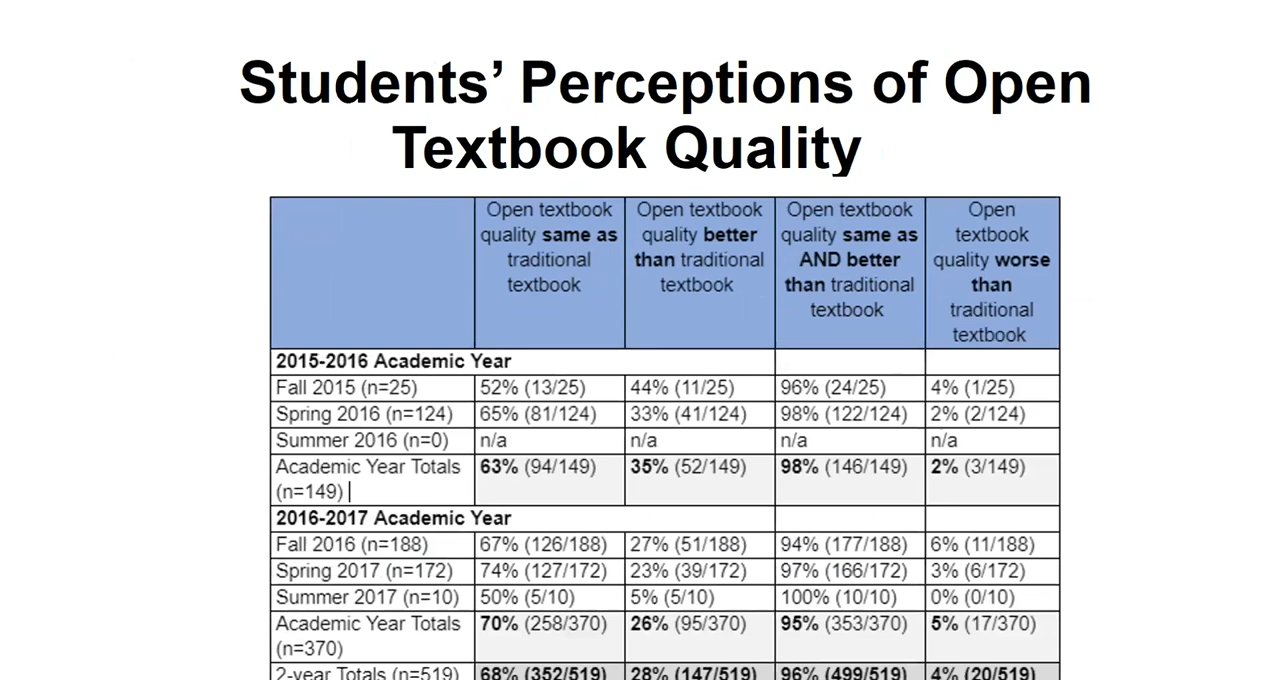 Students’ Perceptions of Open
Textbook Quality
Open textbook
quality same as
traditional
textbook
Open textbook
quality better
than traditional
textbook
Open textbook
quality same as
AND better
than traditional
textbook
Open
textbook
quality worse
than
traditional
textbook
2015-2016 Academic Year
Fall 2015 (n=25) 52% (13/25) 44% (11/25) 96% (24/25) 4% (1/25)
Spring 2016 (n=124) 65% (81/124) 33% (41/124) 98% (122/124) 2% (2/124)
Summer 2016 (n=0) n/a n/a n/a n/a
Academic Year Totals 63% (94/149) 35% (52/149) 98% (146/149) 2% (3/149)
(n=149)
2016-2017 Academic Year
Fall 2016 (n=188) 67% (126/188) 27% (51/188) 94% (177/188) 6% (11/188)
Spring 2017 (n=172) 74% (127/172) 23% (39/172) 97% (166/172) 3% (6/172)
Summer 2017 (n=10) 50% (5/10) 5% (5/10) 100% (10/10) 0% (0/10)
Academic Year Totals 70% (258/370) 26% (95/370) 95% (353/370) 5% (17/370)
(n=370)
2-year Totals (n=519) 68% (352/519) 28% (147/519) 96% (499/519) 4% (20/519)